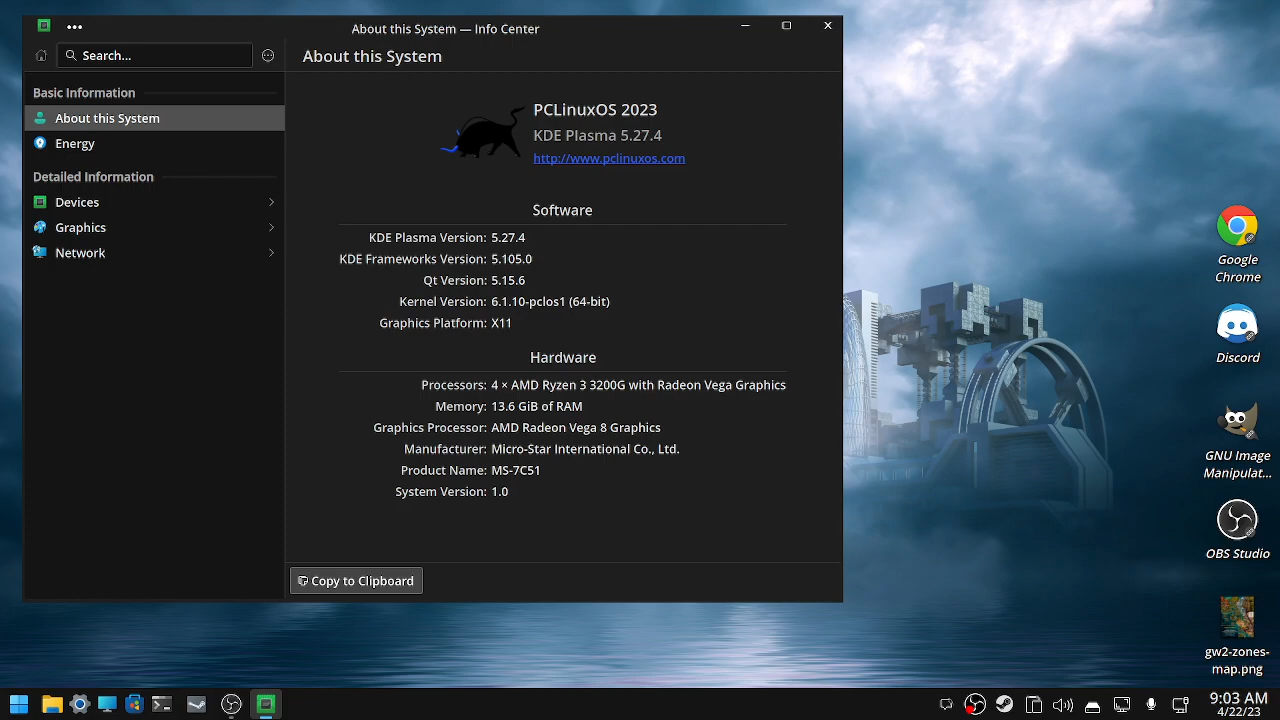 About this System — Info Center
Search...
About this System
Basic Information
About this System
Energy
Detailed Information
Devices
Graphics
Network
PCLinuxOS 2023
KDE Plasma 5.27.4
http://www.pclinuxos.com
Software
KDE Plasma Version: 5.27.4
KDE Frameworks Version: 5.105.0
Qt Version: 5.15.6
Kernel Version: 6.1.10-pclos1 (64-bit)
Graphics Platform: X11
Hardware
Processors: 4 × AMD Ryzen 3 3200G with Radeon Vega Graphics
Memory: 13.6 GiB of RAM
Graphics Processor: AMD Radeon Vega 8 Graphics
Manufacturer: Micro-Star International Co., Ltd.
Product Name: MS-7C51
System Version: 1.0
Copy to Clipboard
Google
Chrome
Discord
GNU Image
Manipulat...
OBS Studio
gw2-zones-
map.png
9:03 AM
4/22/23